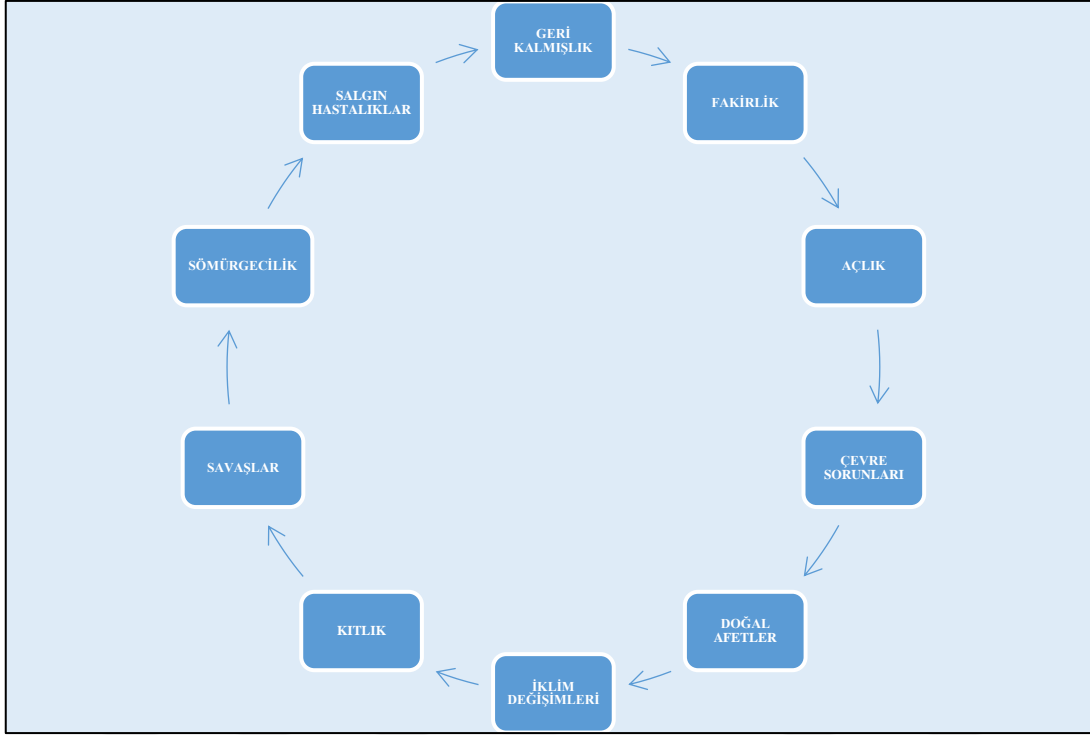 GERİ
KALMIŞLIK
FAKİRLİK
AÇLIK
ÇEVRE
SORUNLARI
DOĞAL
AFETLER
İKLİM
DEĞİŞİMLERİ
KITLIK
SAVAŞLAR
SÖMÜRGECİLİK
SALGIN
HASTALIKLAR